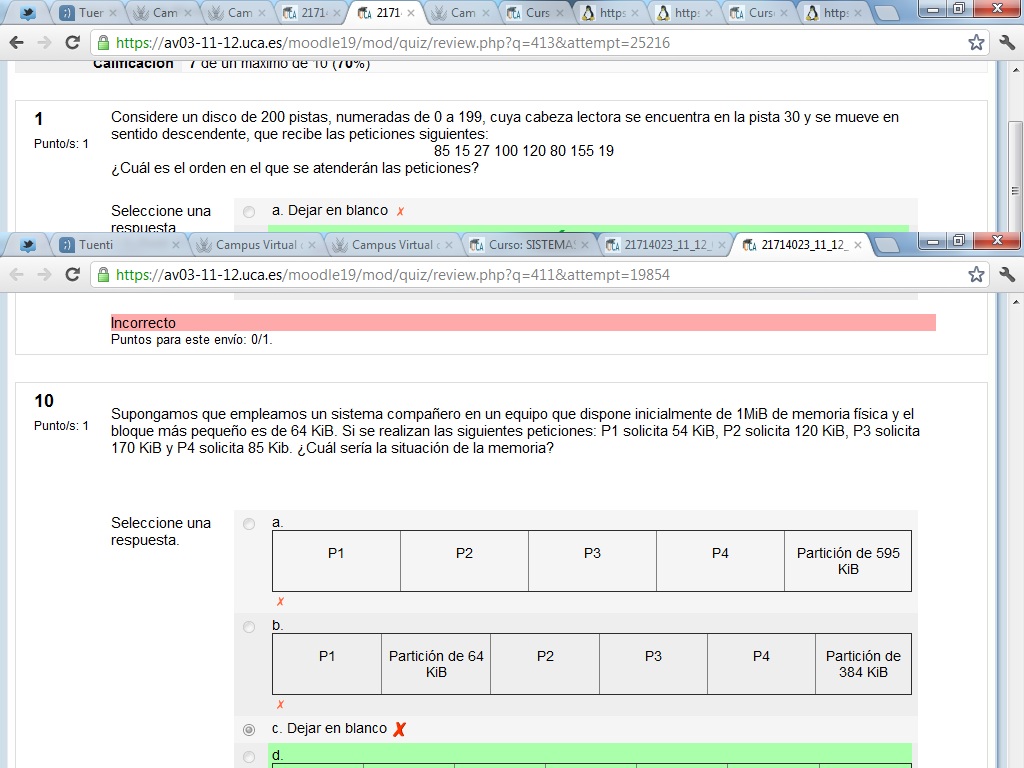 Tuer
Cam
Cam
2171
2171
Cam
Curs
https
https
Curs
https
https://av03-11-12.uca.es/moodle19/mod/quiz/review.php?q=413&attempt=25216
Calificación 7 de un máximo de 10 (70%)
1
Punto/s: 1
Considere un disco de 200 pistas, numeradas de 0 a 199, cuya cabeza lectora se encuentra en la pista 30 y se mueve en
sentido descendente, que recibe las peticiones siguientes:
85 15 27 100 120 80 155 19
¿Cuál es el orden en el que se atenderán las peticiones?
Seleccione una
respuesta.
a. Dejar en blanco ✗
Tuenti
Campus Virtual
Campus Virtual
Curso: SISTEMAS
21714023_11_12_
21714023_11_12_
https://av03-11-12.uca.es/moodle19/mod/quiz/review.php?q=411&attempt=19854
Incorrecto
Puntos para este envío: 0/1.
10
Punto/s: 1
Supongamos que empleamos un sistema compañero en un equipo que dispone inicialmente de 1MiB de memoria física y el
bloque más pequeño es de 64 KiB. Si se realizan las siguientes peticiones: P1 solicita 54 KiB, P2 solicita 120 KiB, P3 solicita
170 KiB y P4 solicita 85 Kib. ¿Cuál sería la situación de la memoria?
Seleccione una
respuesta.
a.
P1 P2 P3 P4 Partición de 595
KiB
✗
b.
P1 Partición de 64 P2 P3 P4 Partición de
KiB 384 KiB
✗
c. Dejar en blanco ✗
d.